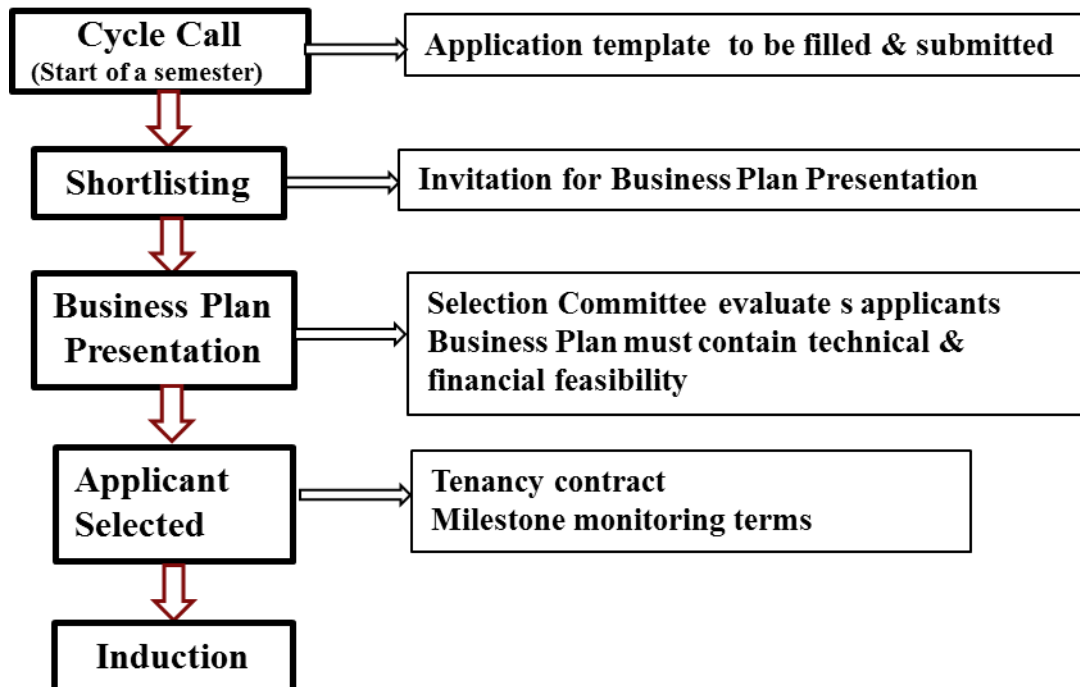 Cycle Call
(Start of a semester)
Application template to be filled & submitted
Shortlisting
Invitation for Business Plan Presentation
Business Plan
Presentation
Selection Committee evaluate s applicants
Business Plan must contain technical &
financial feasibility
Applicant
Selected
Tenancy contract
Milestone monitoring terms
Induction